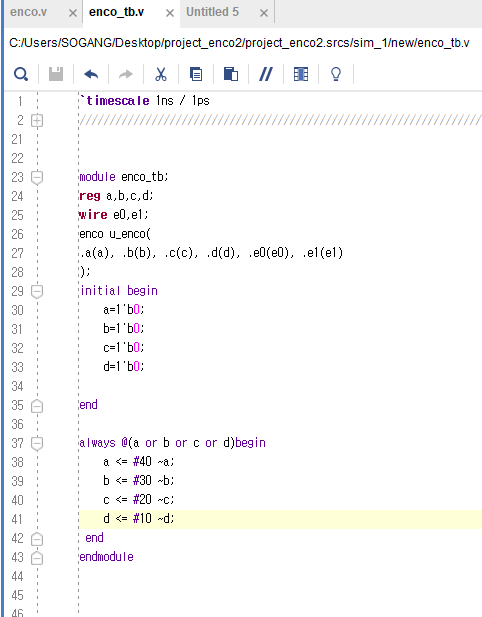 enco.v × enco_tb.v × Untitled 5 ×
C:/Users/SOGANG/Desktop/project_enco2/project_enco2.srcs/sim_1/new/enco_tb.v
1 `timescale 1ns / 1ps
2 ////////////////////////////////////////////////////////////////////
21
22
23 module enco_tb;
24 reg a,b,c,d;
25 wire e0,e1;
26 enco u_enco(
27 .a(a), .b(b), .c(c), .d(d), .e0(e0), .e1(e1)
28 );
29 initial begin
30 a=1'b0;
31 b=1'b0;
32 c=1'b0;
33 d=1'b0;
34
35 end
36
37 always @(a or b or c or d)begin
38 a <= #40 ~a;
39 b <= #30 ~b;
40 c <= #20 ~c;
41 d <= #10 ~d;
42 end
43 endmodule
44
45
46